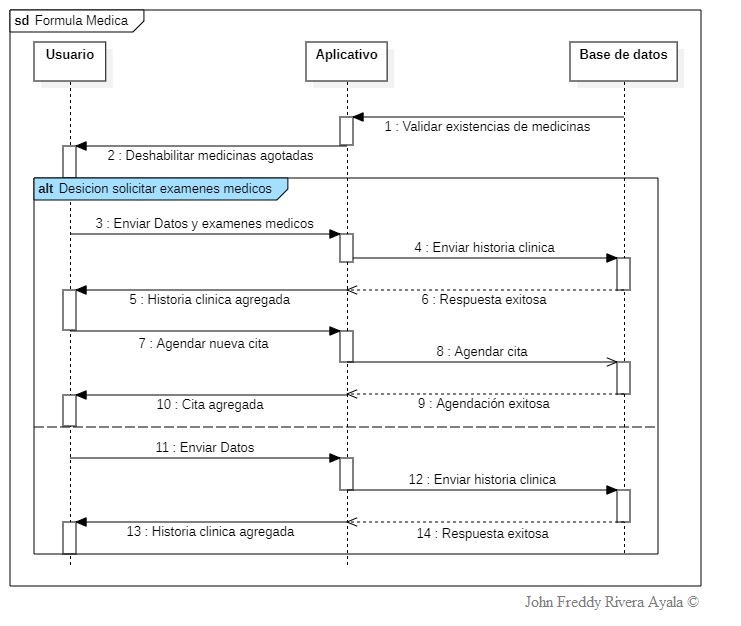 sd Formula Medica
Usuario
Aplicativo
Base de datos
1 : Validar existencias de medicinas
2 : Deshabilitar medicinas agotadas
alt Desicion solicitar examenes medicos
3 : Enviar Datos y examenes medicos
4 : Enviar historia clinica
5 : Historia clinica agregada
6 : Respuesta exitosa
7 : Agendar nueva cita
8 : Agendar cita
10 : Cita agregada
9 : Agendación exitosa
11 : Enviar Datos
12 : Enviar historia clinica
13 : Historia clinica agregada
14 : Respuesta exitosa
John Freddy Rivera Ayala ©